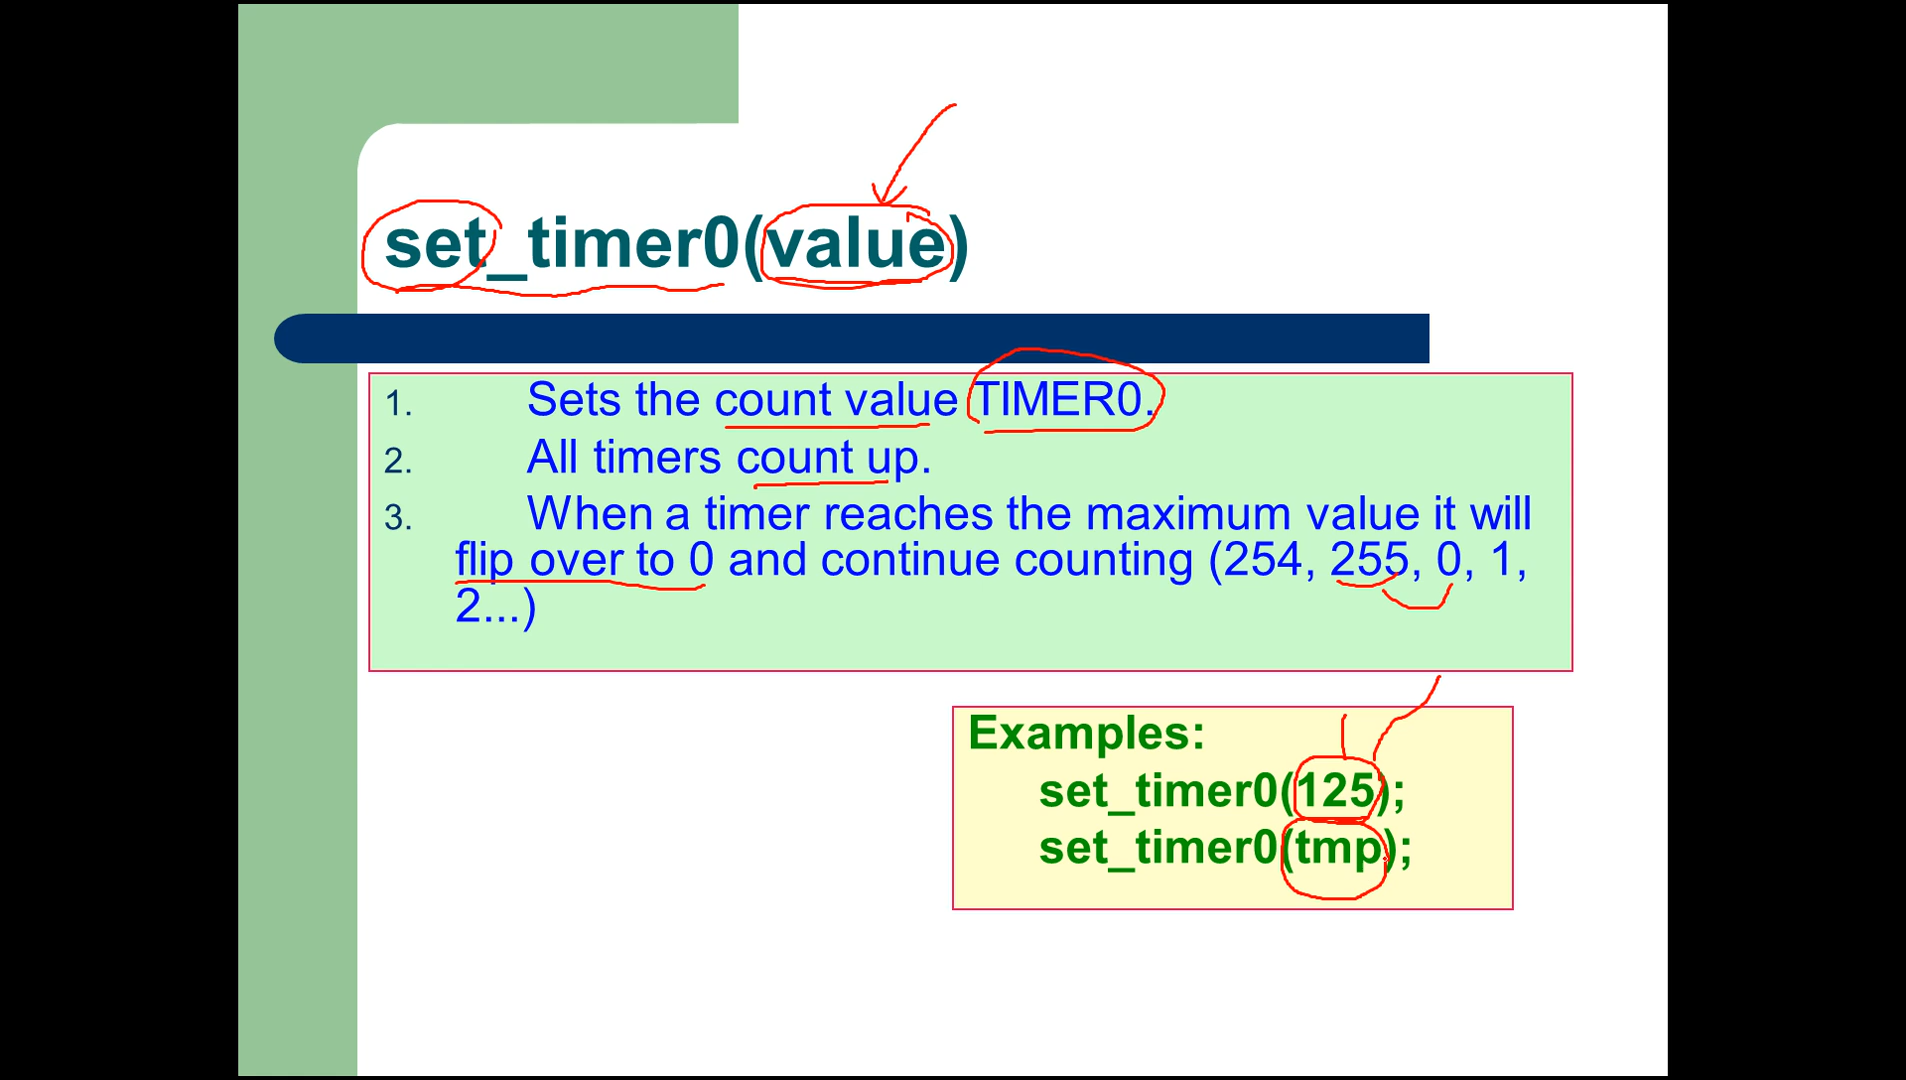 set_timer0(value)
1. Sets the count value TIMER0.
2. All timers count up.
3. When a timer reaches the maximum value it will
flip over to 0 and continue counting (254, 255, 0, 1,
2...)
Examples:
set_timer0(125);
set_timer0(tmp);